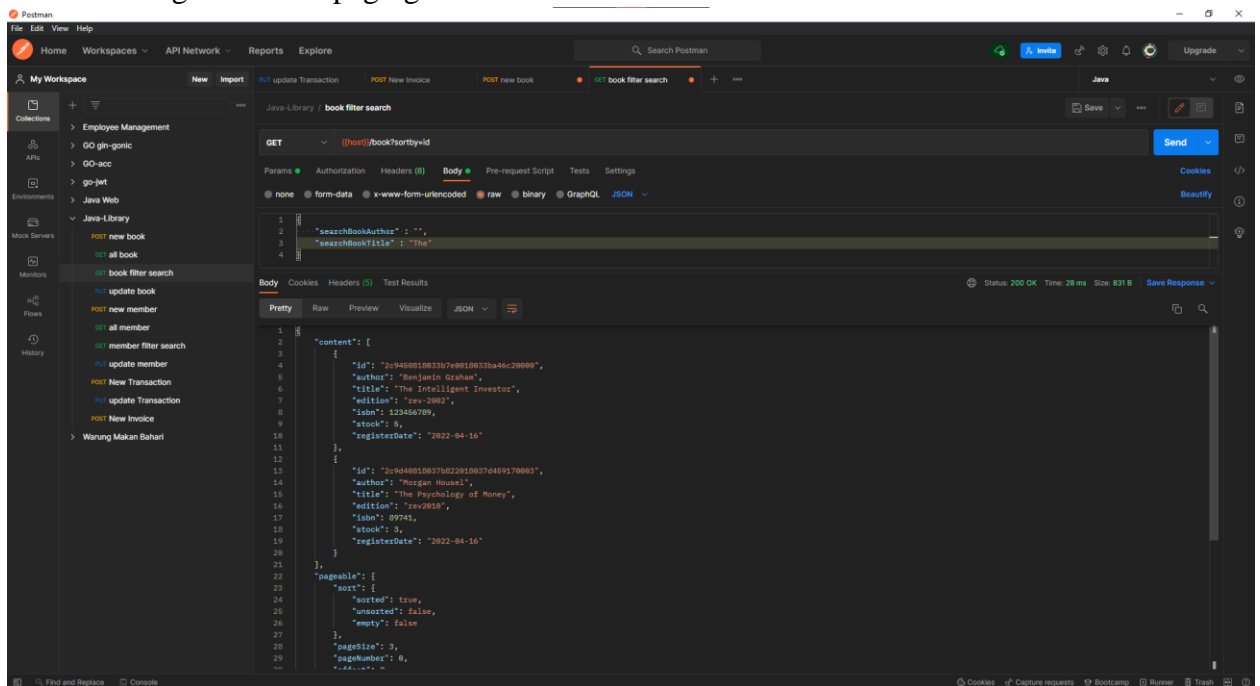 Postman
File Edit View Help
Home Workspaces API Network Reports Explore
Search Postman
Invite
Upgrade
My Workspace New Import
PUT update Transaction POST New Invoice POST new book GET book filter search
Java
Collections
APIs
Environments
Mock Servers
Monitors
Flows
History
Employee Management
GO gin-gonic
GO-acc
go-jwt
Java Web
Java-Library
POST new book
GET all book
GET book filter search
PUT update book
POST new member
GET all member
GET member filter search
PUT update member
POST New Transaction
PUT update Transaction
POST New Invoice
Warung Makan Bahari
Java-Library / book filter search
Save
GET {{host}}/book?sortby=id
Send
Params Authorization Headers (8) Body Pre-request Script Tests Settings
Cookies
none form-data x-www-form-urlencoded raw binary GraphQL JSON
Beautify
1 {
2 "searchBookAuthor" : "",
3 "searchBookTitle" : "The"
4 }
Body Cookies Headers (5) Test Results
Status: 200 OK Time: 28 ms Size: 831 B Save Response
Pretty Raw Preview Visualize JSON
1 {
2 "content": [
3 {
4 "id":
5 "author": "Benjamin Graham",
6 "title": "The Intelligent Investor",
7 "edition": "rev-2002",
8 "isbn": 123456789,
9 "stock": 5,
10 "registerDate": "2022-04-16"
11 },
12 {
13 "id":
14 "author": "Morgan Housel",
15 "title": "The Psychology of Money",
16 "edition": "rev2018",
17 "isbn": 89741,
18 "stock": 3,
19 "registerDate": "2022-04-16"
20 }
21 ],
22 "pageable": {
23 "sort": {
24 "sorted": true,
25 "unsorted": false,
26 "empty": false
27 },
28 "pageSize": 3,
29 "pageNumber": 0,
Find and Replace Console
Cookies Capture requests Bootcamp Runner Trash